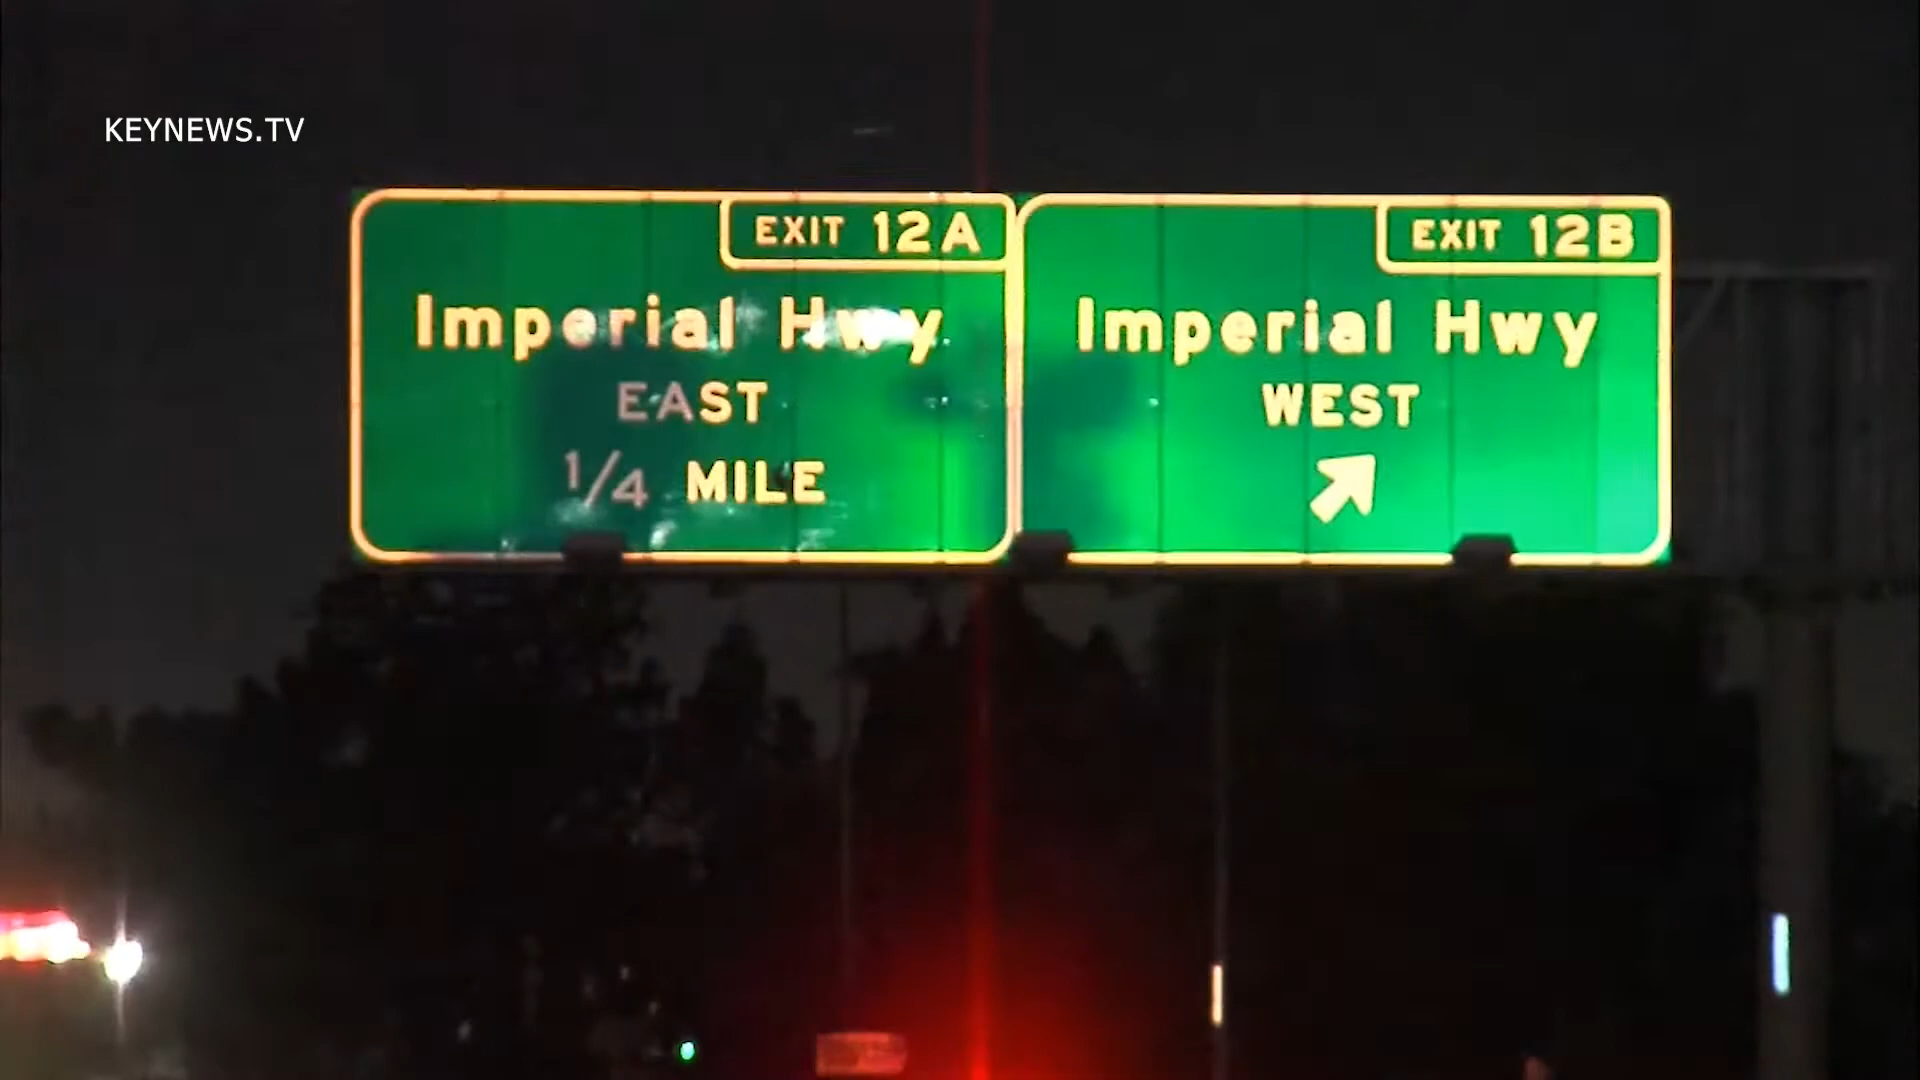 KEYNEWS.TV
EXIT 12A
Imperial Hwy
EAST
1/4 MILE
EXIT 12B
Imperial Hwy
WEST